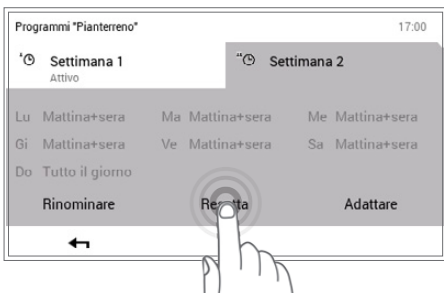 Programmi "Pianterreno" 17:00
Settimana 1 Settimana 2
Attivo
Lu Mattina+sera Ma Mattina+sera Me Mattina+sera
Gi Mattina+sera Ve Mattina+sera Sa Mattina+sera
Do Tutto il giorno
Rinominare Resetta Adattare